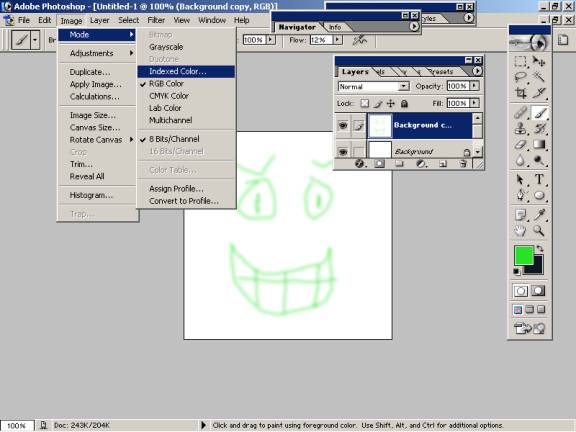 Adobe Photoshop - [Untitled-1 @ 100% (Background copy, RGB)]
File Edit Image Layer Select Filter View Window Help
Mode
Adjustments
Duplicate...
Apply Image...
Calculations...
Image Size...
Canvas Size...
Rotate Canvas
Crop
Trim...
Reveal All
Histogram...
Trap...
Bitmap
Grayscale
Duotone
Indexed Color...
RGB Color
CMYK Color
Lab Color
Multichannel
8 Bits/Channel
16 Bits/Channel
Color Table...
Assign Profile...
Convert to Profile...
Navigator Info
100% Flow: 12%
Layers
Normal Opacity: 100%
Lock: Fill: 100%
Background c...
Background
100% Doc: 243K/204K Click and drag to paint using foreground color. Use Shift, Alt, and Ctrl for additional options.